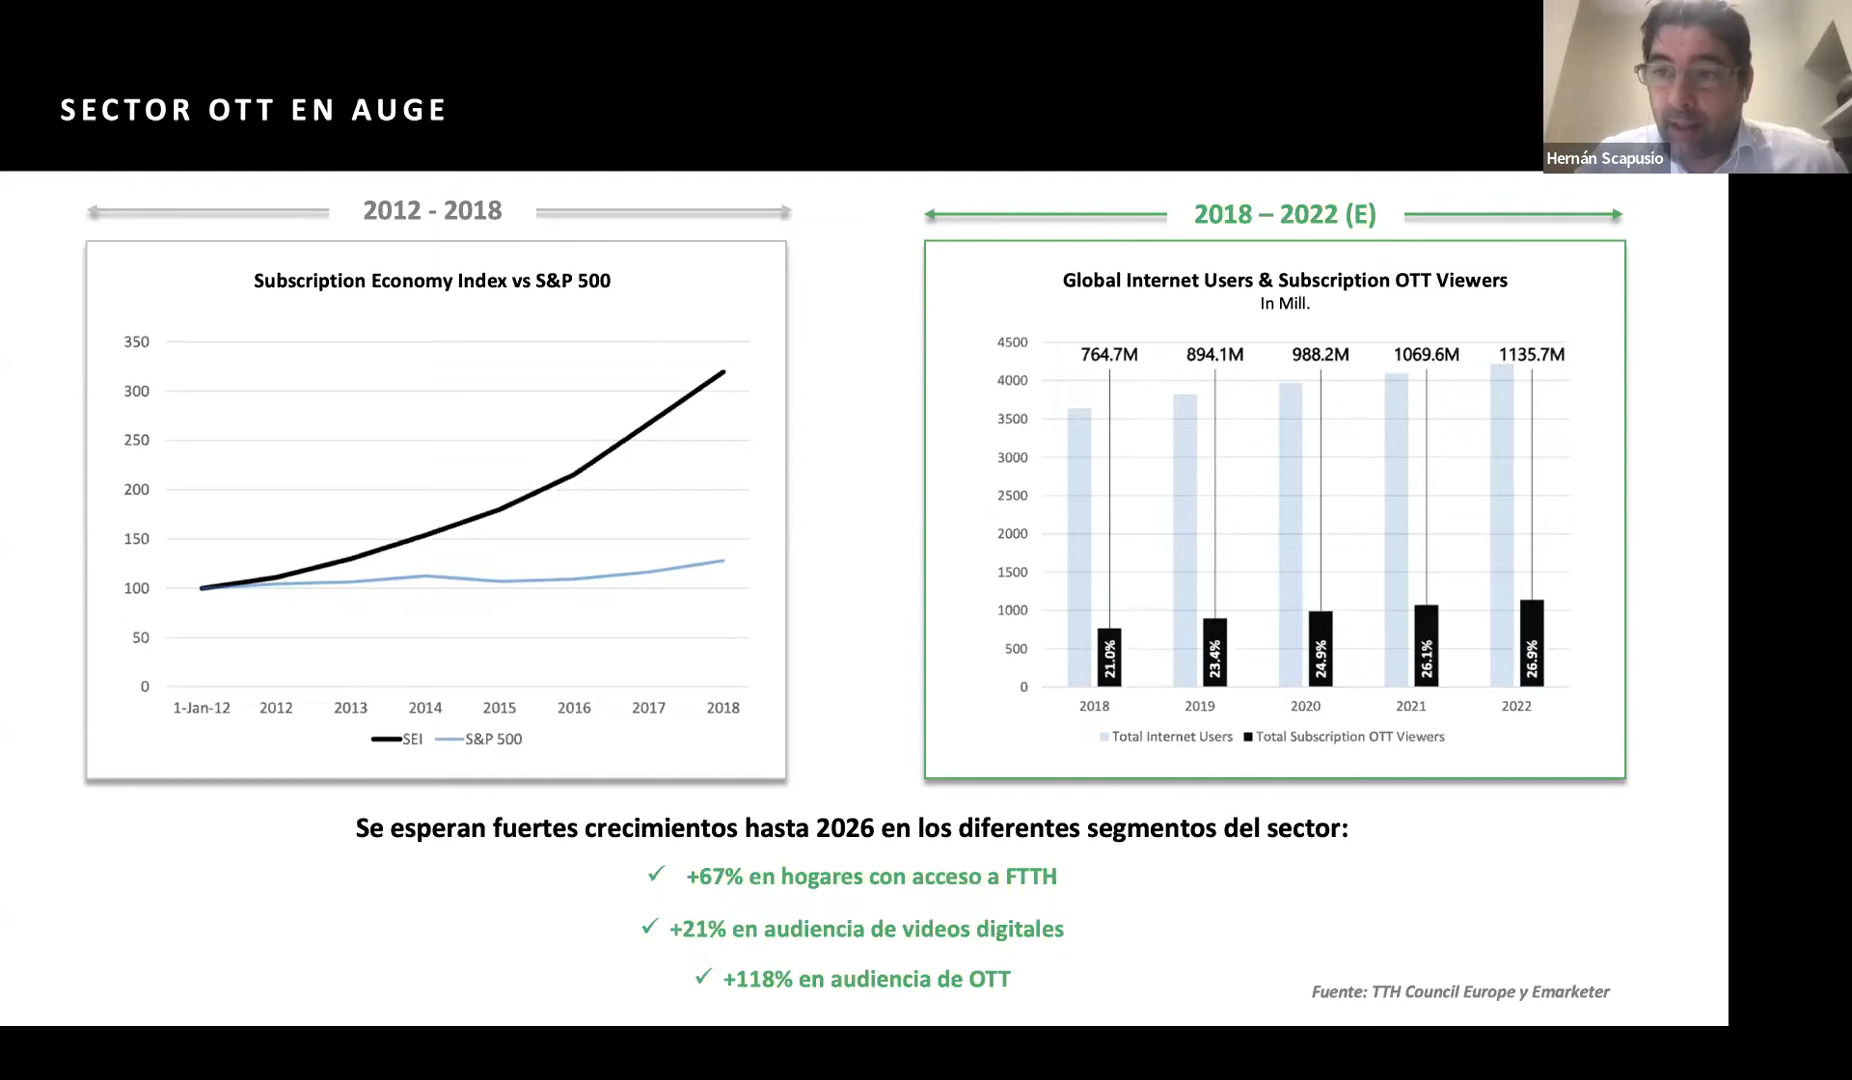 SECTOR OTT EN AUGE
Hernán Scapusio
2012 - 2018
Subscription Economy Index vs S&P 500
350
300
250
200
150
100
50
0
1-Jan-12 2012 2013 2014 2015 2016 2017 2018
SEI S&P 500
2018 – 2022 (E)
Global Internet Users & Subscription OTT Viewers
In Mill.
4500
4000
3500
3000
2500
2000
1500
1000
500
0
764.7M 894.1M 988.2M 1069.6M 1135.7M
21.0% 23.4% 24.9% 26.1% 26.9%
2018 2019 2020 2021 2022
Total Internet Users Total Subscription OTT Viewers
Se esperan fuertes crecimientos hasta 2026 en los diferentes segmentos del sector:
✓ +67% en hogares con acceso a FTTH
✓ +21% en audiencia de videos digitales
✓ +118% en audiencia de OTT
Fuente: TTH Council Europe y Emarketer